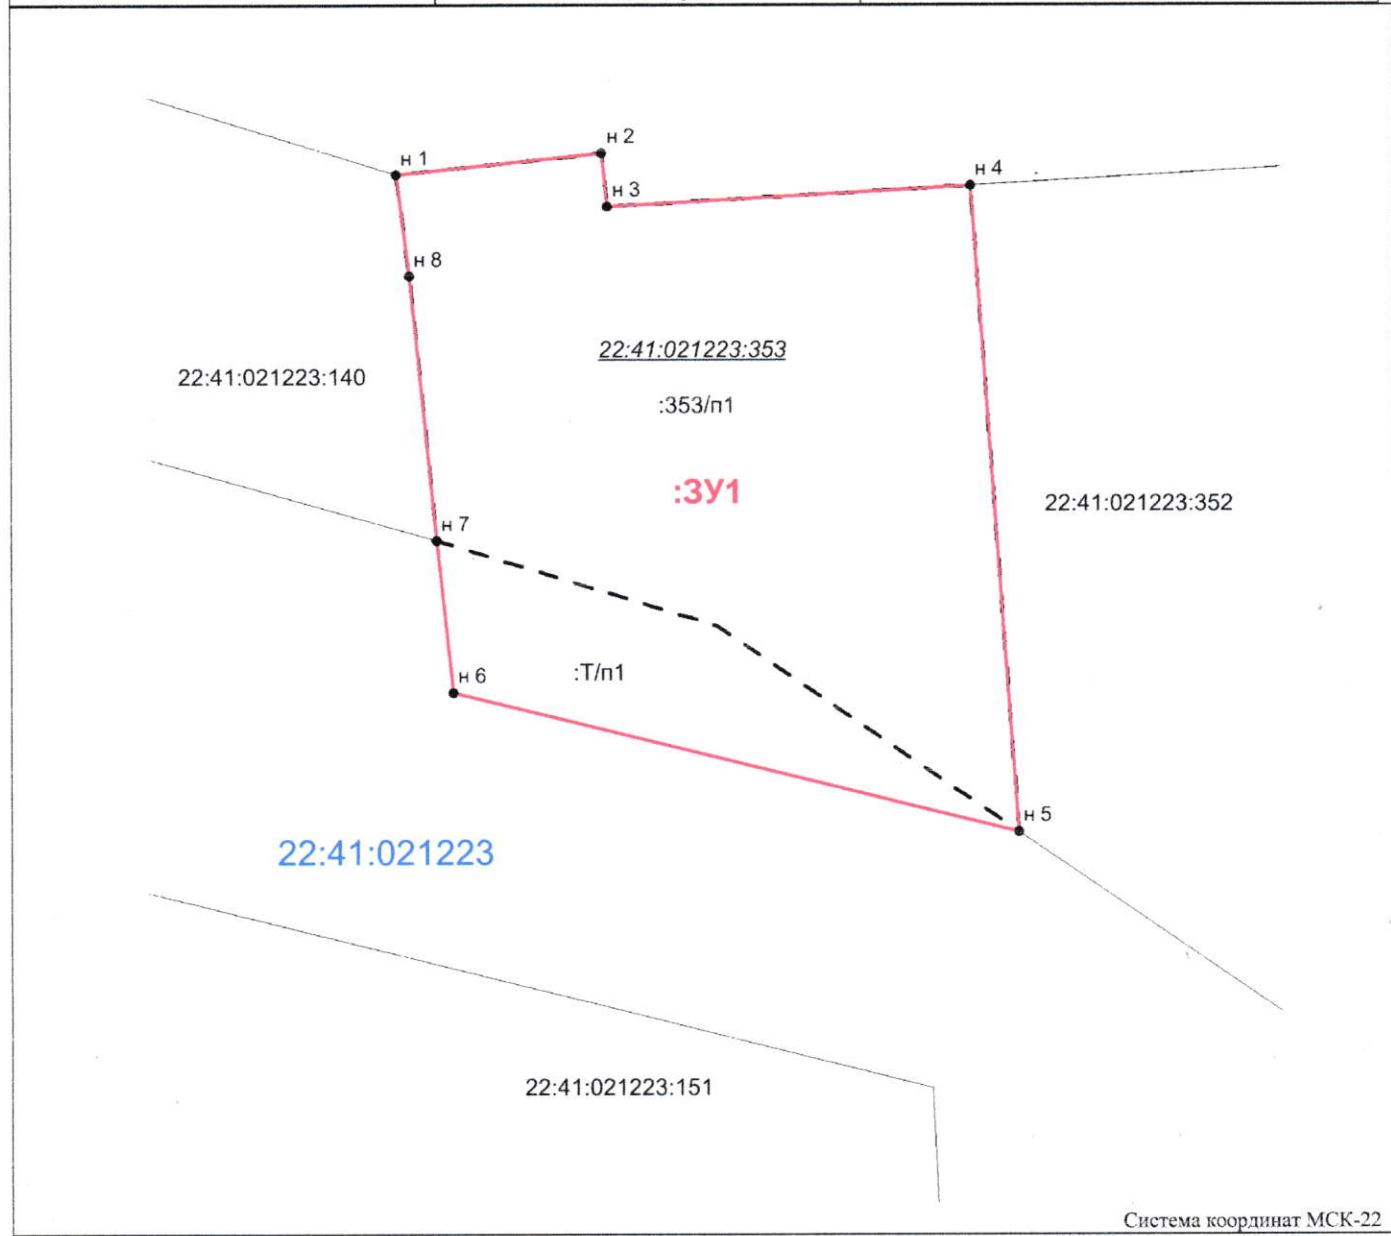 н 2
н 1
н 4
н 3
н 8
22:41:021223:353
22:41:021223:140
:353/п1
:ЗУ1
22:41:021223:352
н 7
:Т/п1
н 6
н 5
22:41:021223
22:41:021223:151
Система координат МСК-22